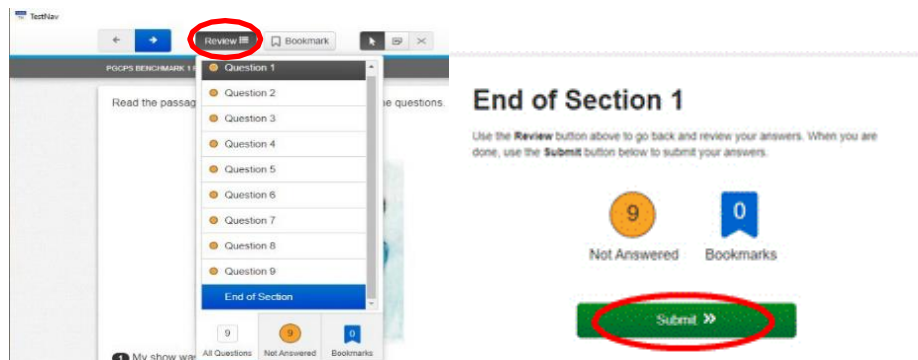 TestNav
Review
Bookmark
PGCPS BENCHMARK 1
Question 1
Read the passag
e questions
Question 2
Question 3
Question 4
Question 5
Question 6
Question 7
Question 8
Question 9
End of Section
9
9
0
All Questions
Not Answered
Bookmarks
1 My show was
End of Section 1
Use the Review button above to go back and review your answers. When you are
done, use the Submit button below to submit your answers.
9
0
Not Answered
Bookmarks
Submit »